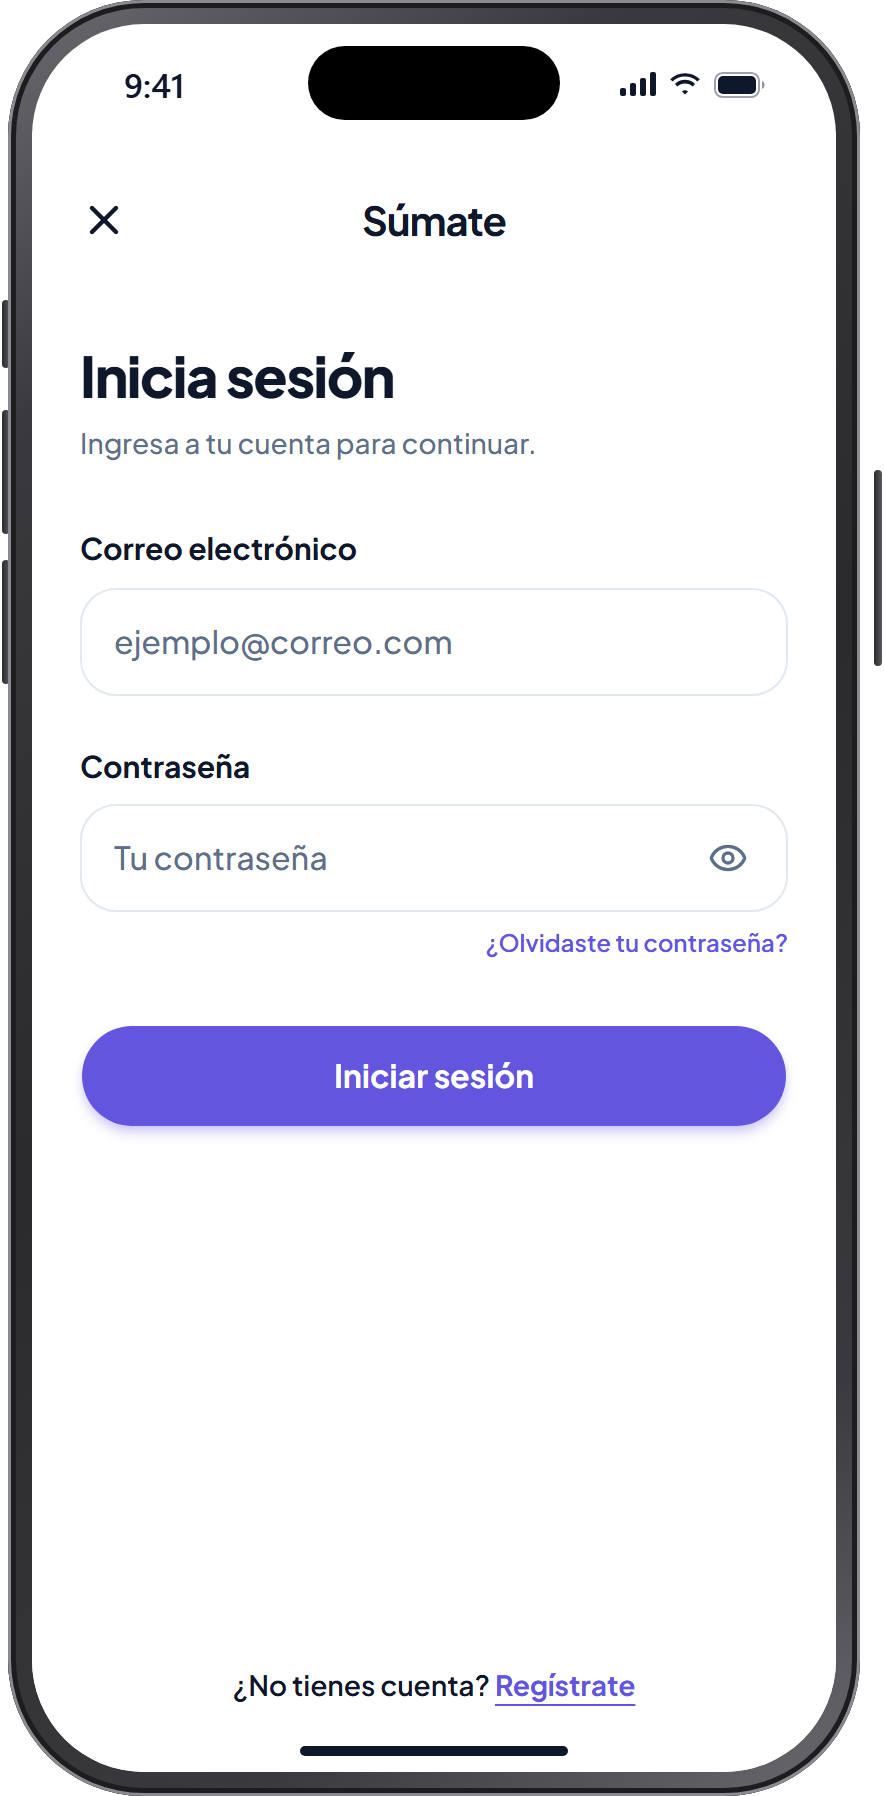 9:41
Súmate
Inicia sesión
Ingresa a tu cuenta para continuar.
Correo electrónico
ejemplo@correo.com
Contraseña
Tu contraseña
¿Olvidaste tu contraseña?
Iniciar sesión
¿No tienes cuenta? Regístrate